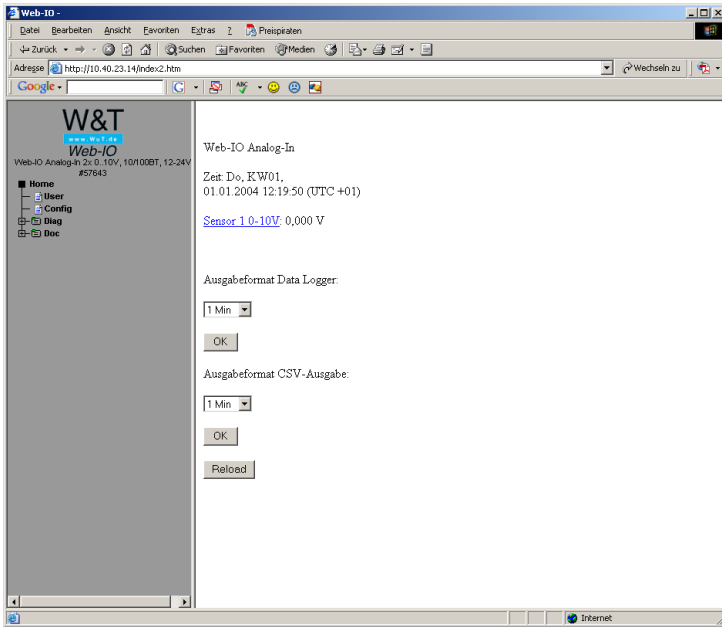 Web-IO -
Datei Bearbeiten Ansicht Favoriten Extras ? Preispiraten
Zurück Suchen Favoriten Medien
Adresse http://10.40.23.14/index2.htm Wechseln zu
Google G ABC
W&T
www.WuT.de
Web-IO
Web-IO Analog-In 2x 0..10V, 10/100BT, 12-24V
#57643
Home
User
Config
Diag
Doc
Web-IO Analog-In
Zeit: Do, KW01,
01.01.2004 12:19:50 (UTC +01)
Sensor 1 0-10V: 0,000 V
Ausgabeformat Data Logger:
1 Min
OK
Ausgabeformat CSV-Ausgabe:
1 Min
OK
Reload
Internet